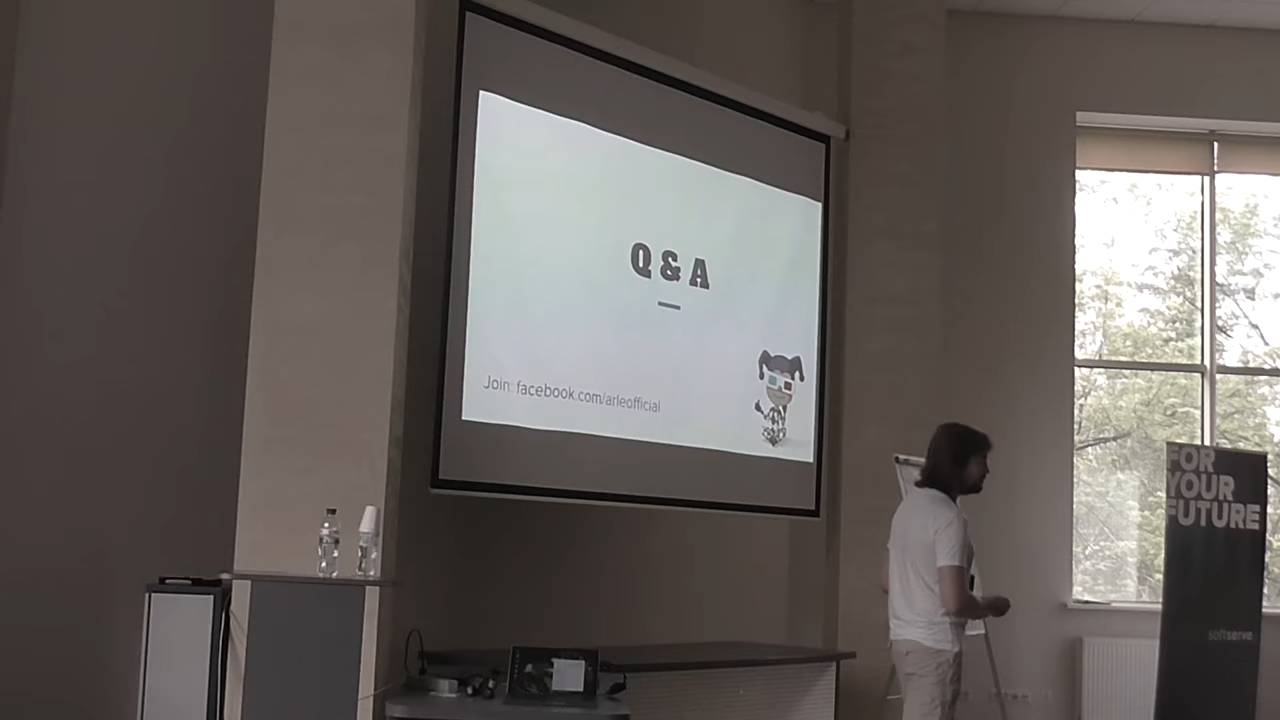 Q & A
Join: facebook.com/arleofficial
FOR
YOUR
FUTURE
softserve